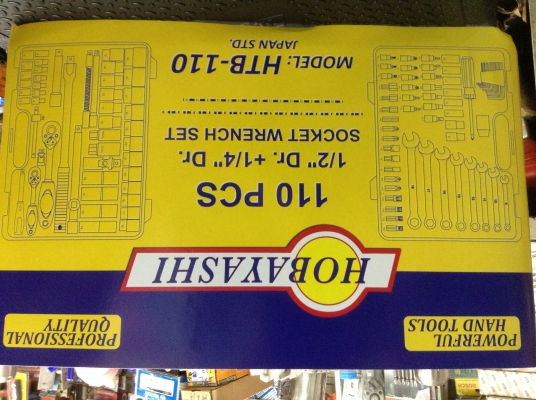 POWERFUL
HAND TOOLS
PROFESSIONAL
QUALITY
HOBAYASHI
110 PCS
1/2" Dr. +1/4" Dr.
SOCKET WRENCH SET
MODEL: HTB-110
JAPAN STD.
BOSCH